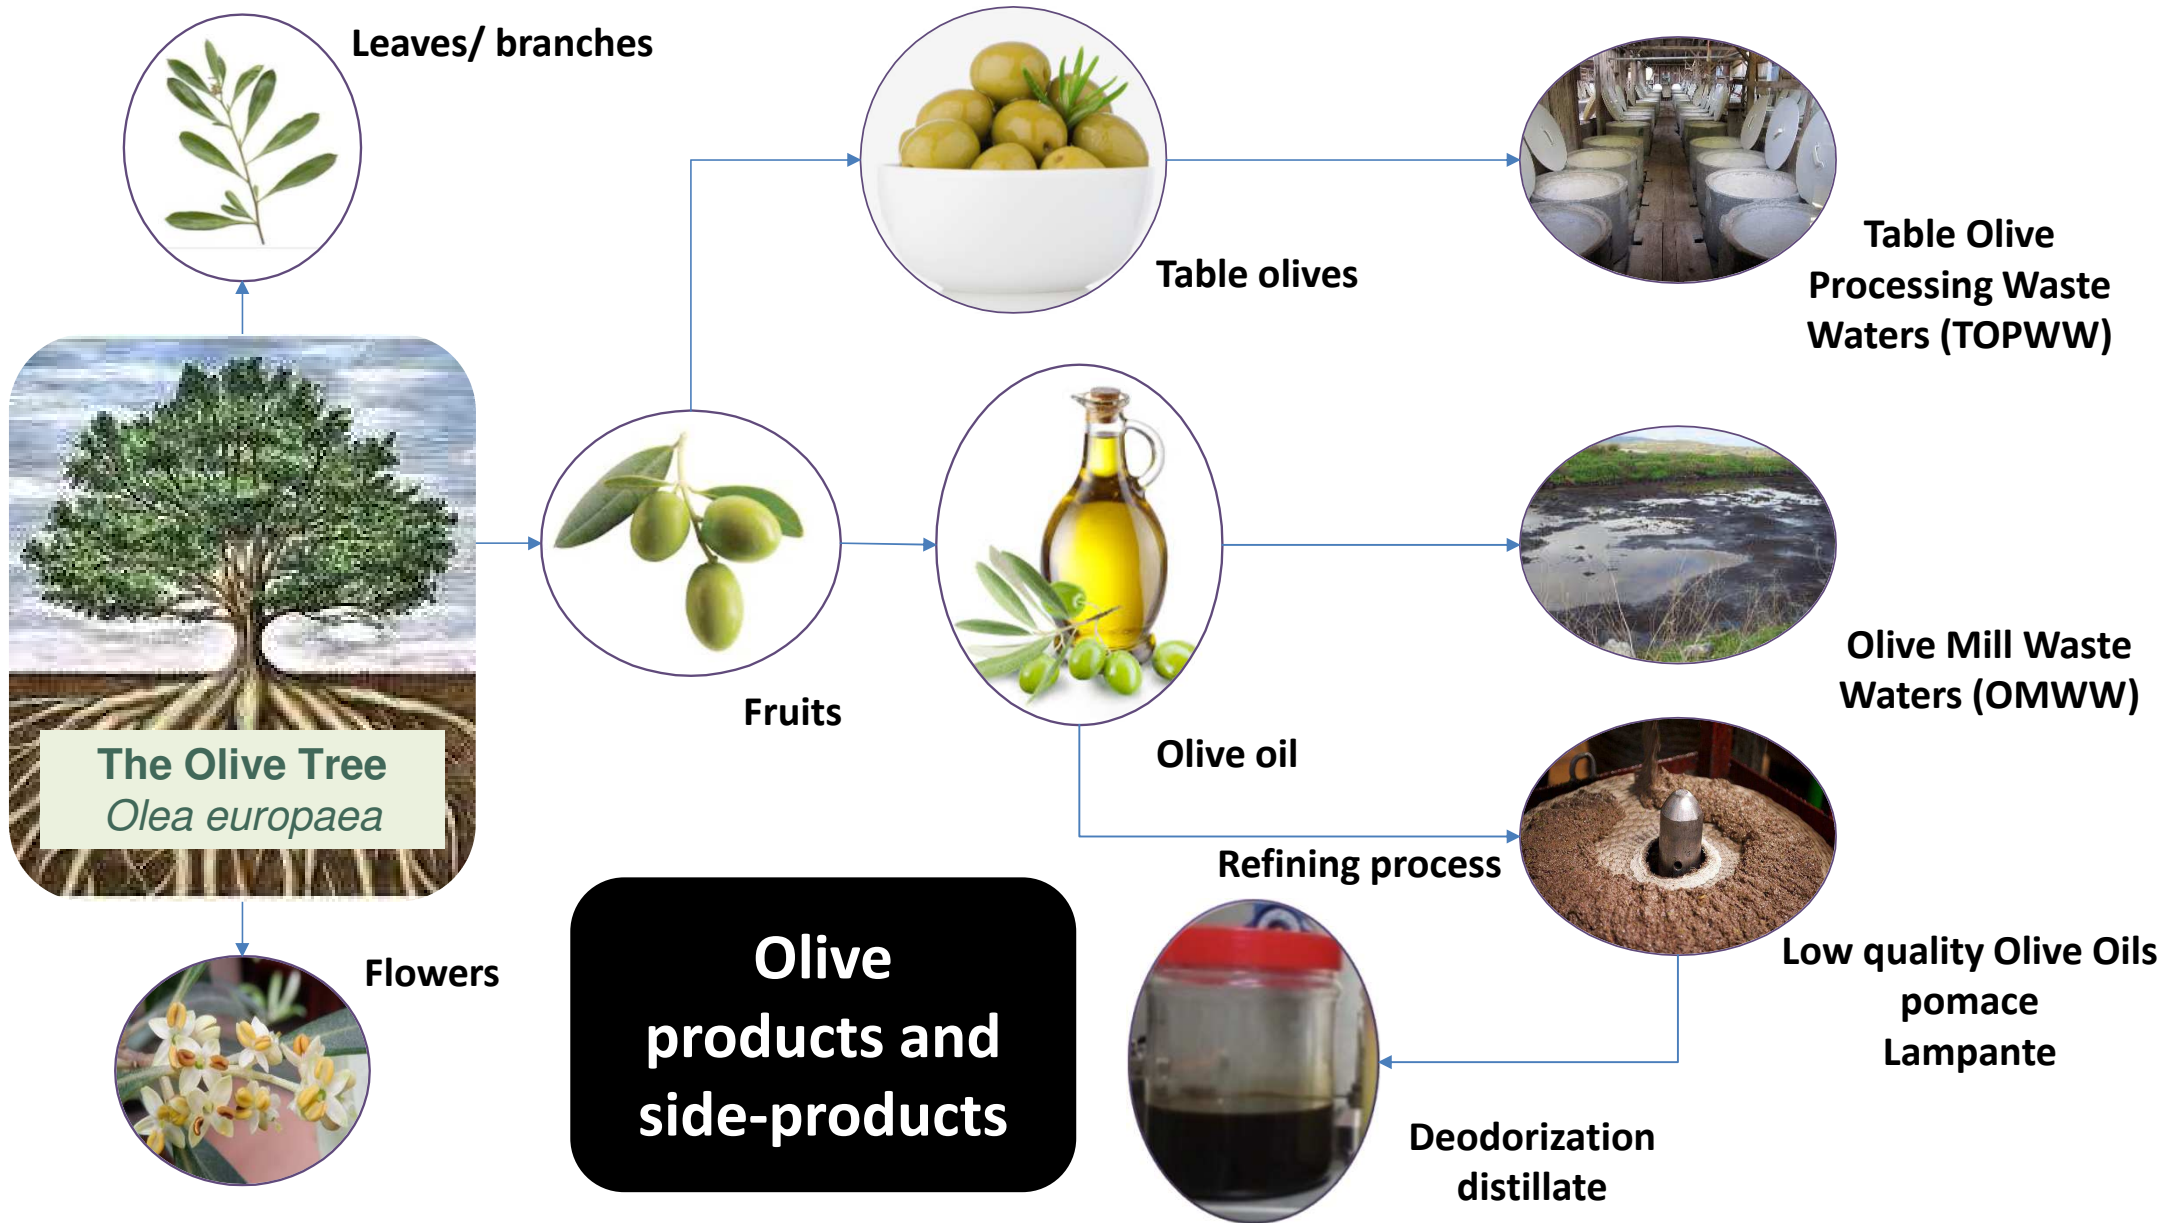 Leaves/ branches
Table olives
Table Olive
Processing Waste
Waters (TOPWW)
The Olive Tree
Olea europaea
Fruits
Olive oil
Olive Mill Waste
Waters (OMWW)
Refining process
Low quality Olive Oils
pomace
Lampante
Flowers
Olive
products and
side-products
Deodorization
distillate